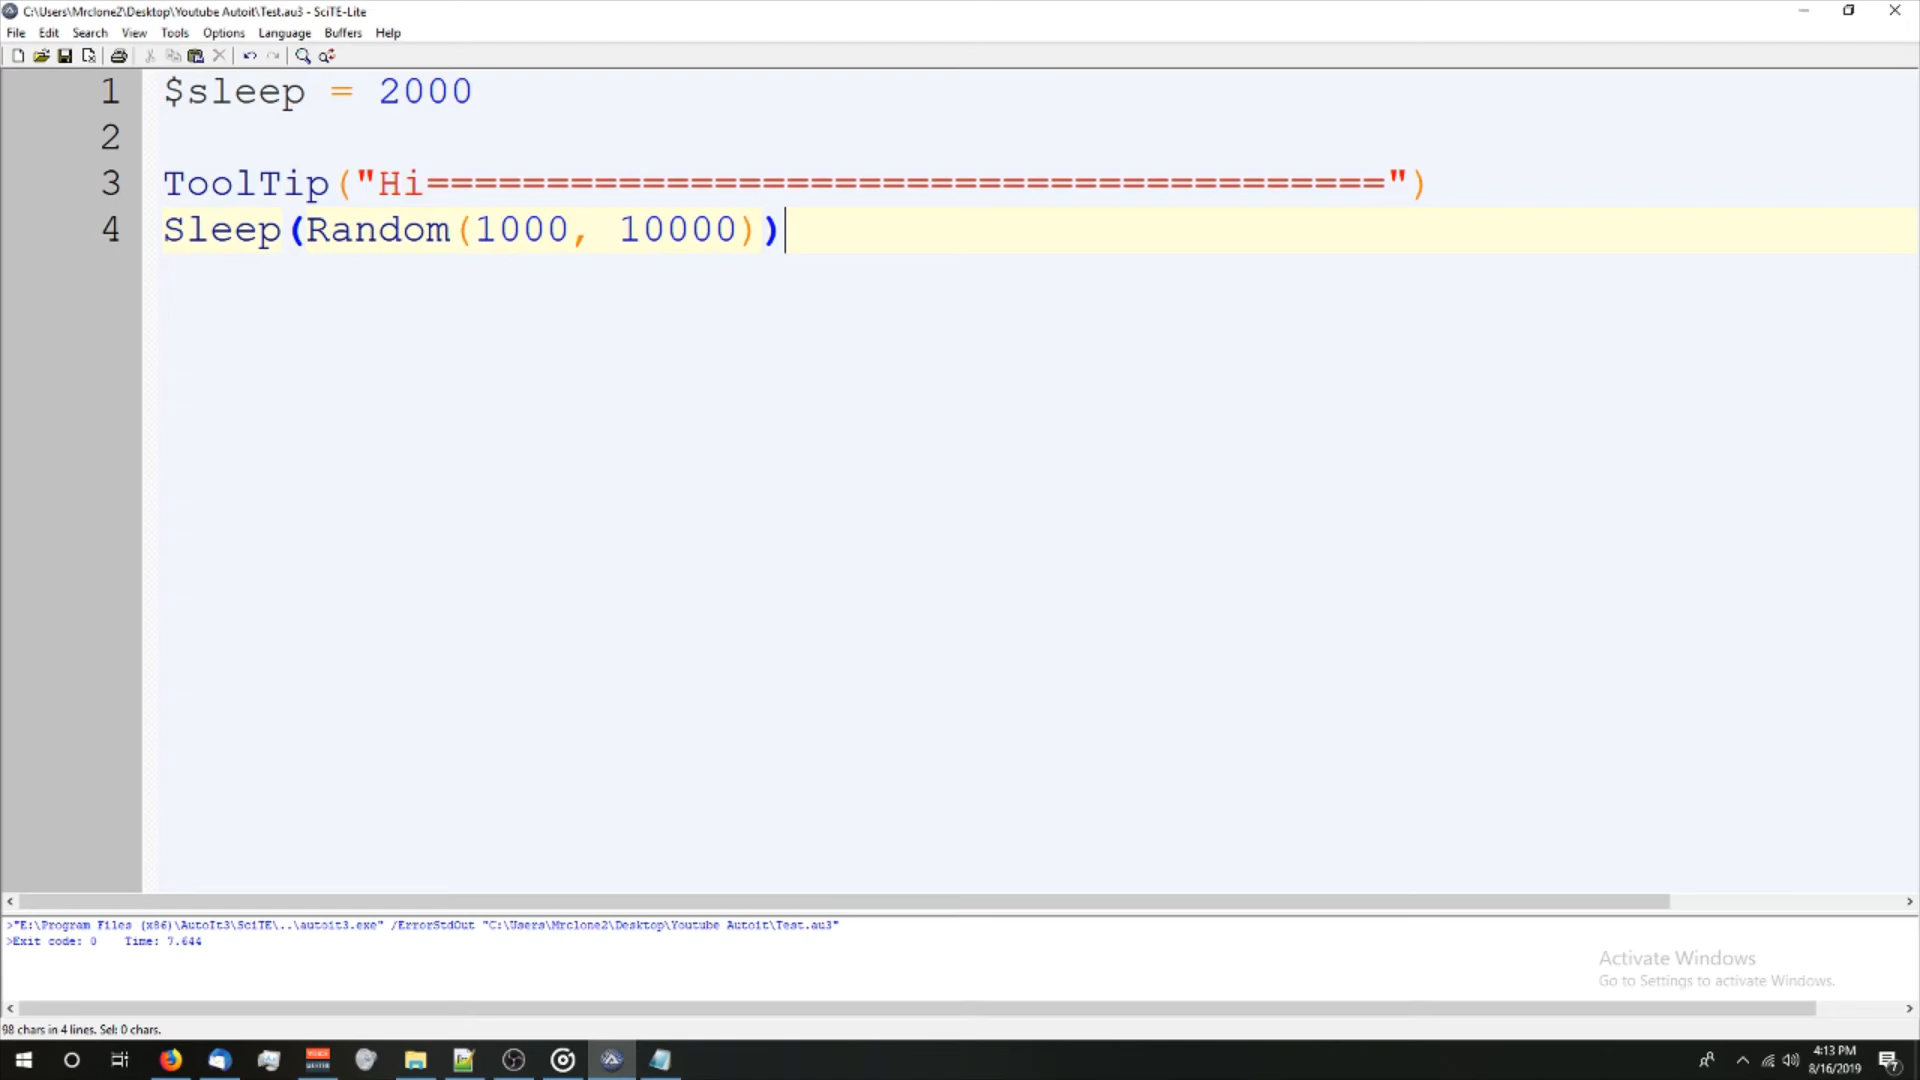 C:\Users\Mrclone2\Desktop\Youtube Autoit\Test.au3 - SciTE-Lite
File Edit Search View Tools Options Language Buffers Help
1 $sleep = 2000
2
3 ToolTip("Hi========================================")
4 Sleep(Random(1000, 10000))
>"E:\Program Files (x86)\AutoIt3\SciTE\..\autoit3.exe" /ErrorStdOut "C:\Users\Mrclone2\Desktop\Youtube Autoit\Test.au3"
>Exit code: 0    Time: 7.644
Activate Windows
Go to Settings to activate Windows.
98 chars in 4 lines. Sel: 0 chars.
4:13 PM
8/16/2019
7